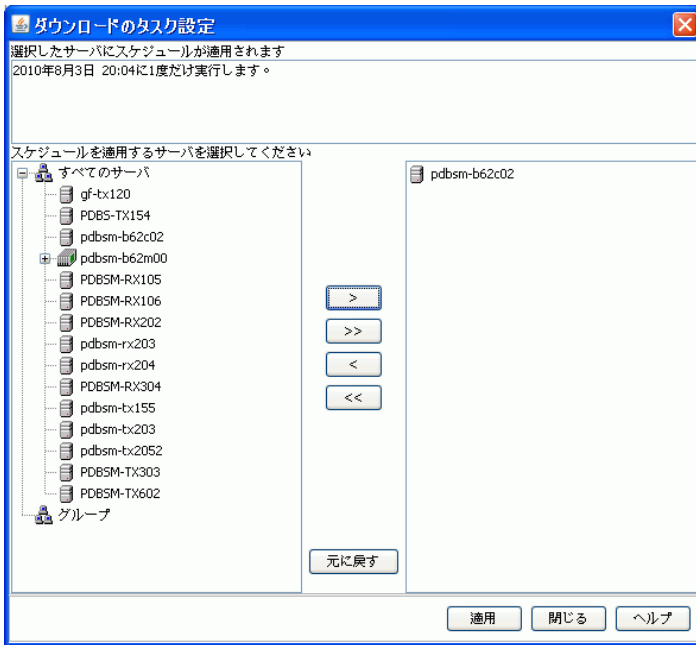 ダウンロードのタスク設定
選択したサーバにスケジュールが適用されます
2010年8月3日 20:04に1度だけ実行します。
スケジュールを適用するサーバを選択してください
すべてのサーバ
gf-tx120
PDBS-TX154
pdbsm-b62c02
pdbsm-b62m00
PDBSM-RX105
PDBSM-RX106
PDBSM-RX202
pdbsm-rx203
pdbsm-rx204
PDBSM-RX304
pdbsm-tx155
pdbsm-tx203
pdbsm-tx2052
PDBSM-TX303
PDBSM-TX602
グループ
>
>>
<
<<
元に戻す
pdbsm-b62c02
適用
閉じる
ヘルプ